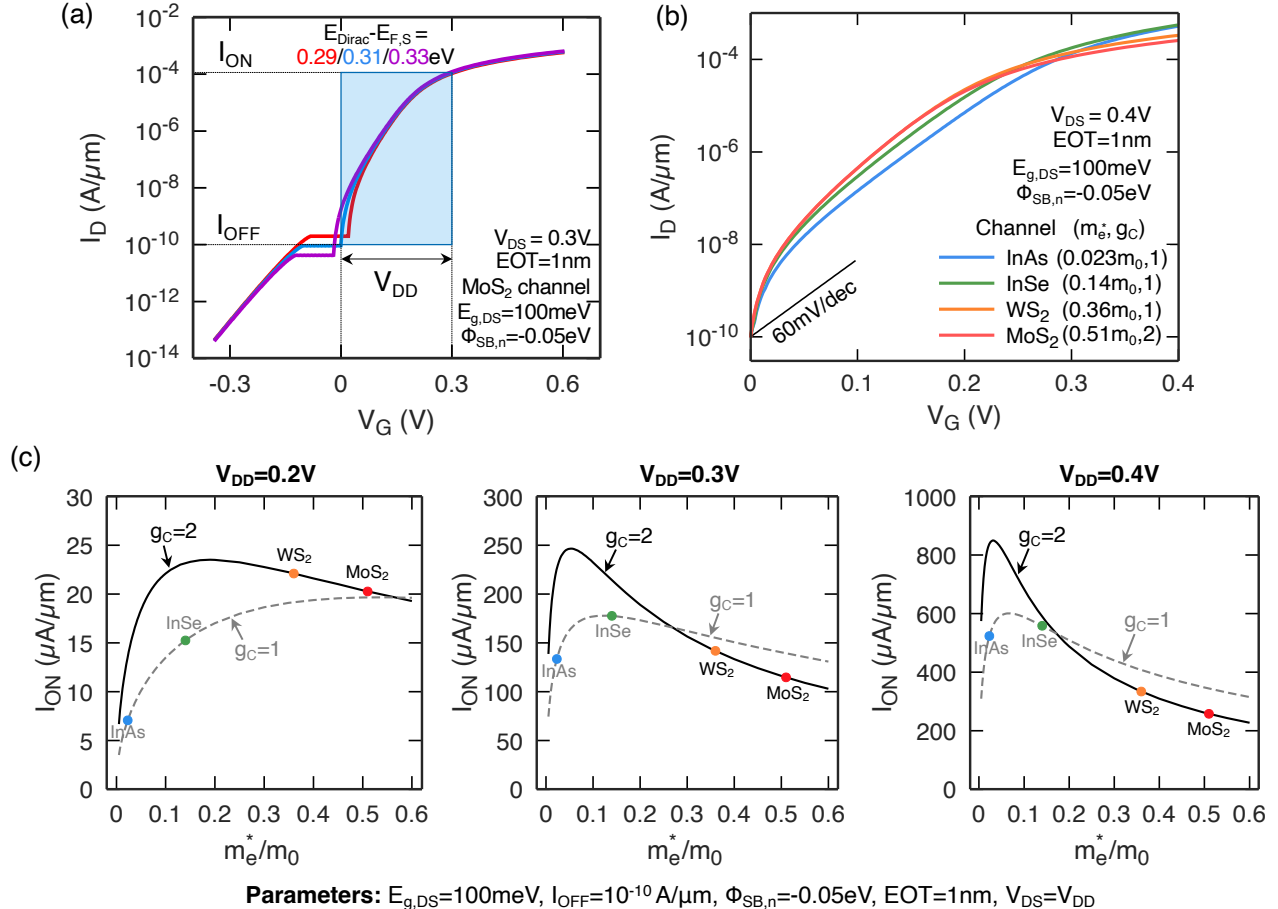 (a)
E_Dirac-E_F,S =
0.29/0.31/0.33eV
I_ON
I_OFF
V_DD
V_DS = 0.3V
EOT=1nm
MoS₂ channel
E_g,DS=100meV
Φ_SB,n=-0.05eV
10⁻²
10⁻⁴
10⁻⁶
10⁻⁸
10⁻¹⁰
10⁻¹²
10⁻¹⁴
I_D (A/μm)
-0.3 0 0.3 0.6
V_G (V)
(b)
10⁻⁴
10⁻⁶
10⁻⁸
10⁻¹⁰
I_D (A/μm)
V_DS = 0.4V
EOT=1nm
E_g,DS=100meV
Φ_SB,n=-0.05eV
Channel (m_e^*, g_C)
InAs (0.023m₀,1)
InSe (0.14m₀,1)
WS₂ (0.36m₀,1)
MoS₂ (0.51m₀,2)
60mV/dec
0 0.1 0.2 0.3 0.4
V_G (V)
(c)
V_DD=0.2V
30
25
20
15
10
5
0
I_ON (μA/μm)
g_C=2
WS₂
MoS₂
InSe
g_C=1
InAs
0 0.1 0.2 0.3 0.4 0.5 0.6
m_e^*/m₀
V_DD=0.3V
300
250
200
150
100
50
0
I_ON (μA/μm)
g_C=2
g_C=1
InSe
InAs
WS₂
MoS₂
0 0.1 0.2 0.3 0.4 0.5 0.6
m_e^*/m₀
V_DD=0.4V
1000
800
600
400
200
0
I_ON (μA/μm)
g_C=2
g_C=1
InAs
InSe
WS₂
MoS₂
0 0.1 0.2 0.3 0.4 0.5 0.6
m_e^*/m₀
Parameters: E_g,DS=100meV, I_OFF=10⁻¹⁰ A/μm, Φ_SB,n=-0.05eV, EOT=1nm, V_DS=V_DD